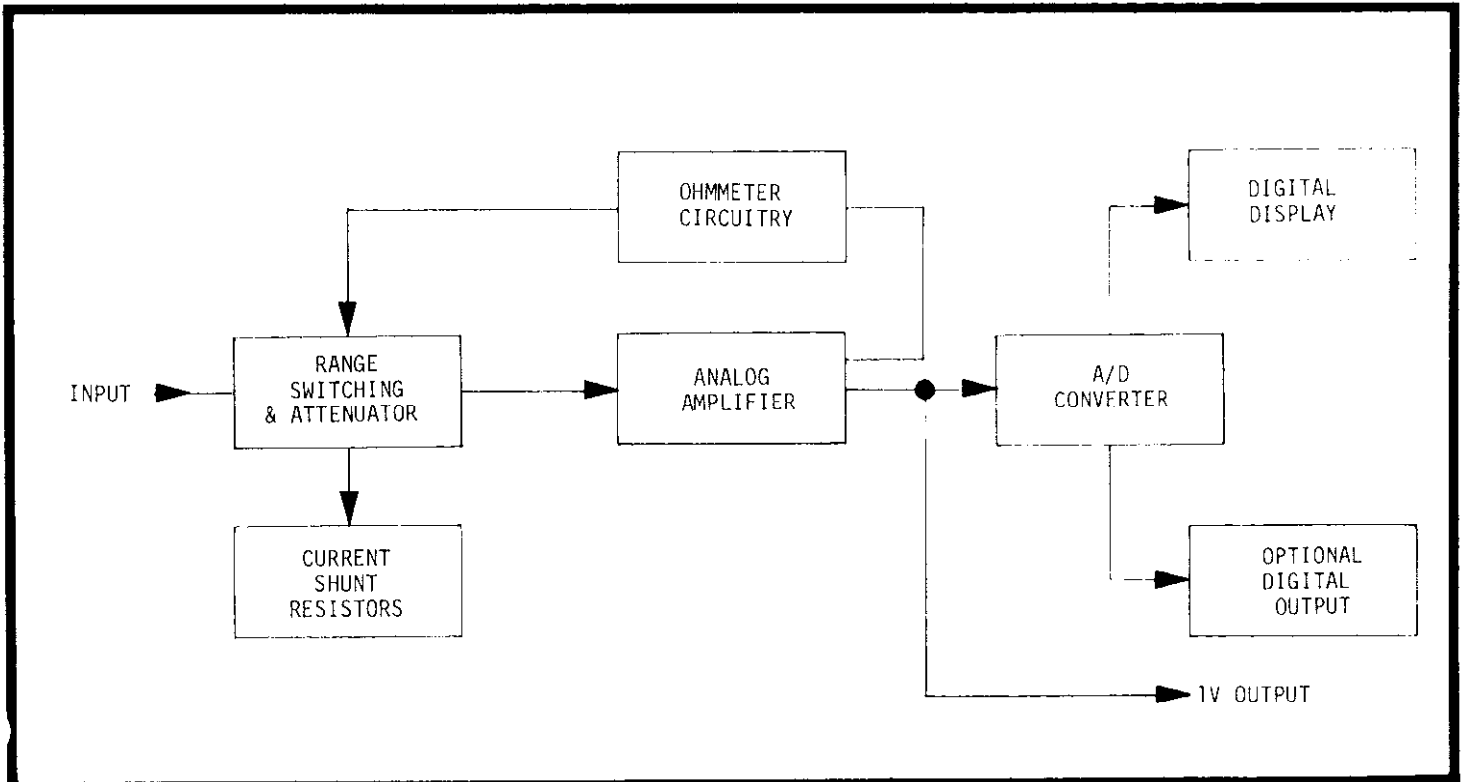 OHMMETER
CIRCUITRY
DIGITAL
DISPLAY
INPUT
RANGE
SWITCHING
& ATTENUATOR
ANALOG
AMPLIFIER
A/D
CONVERTER
CURRENT
SHUNT
RESISTORS
OPTIONAL
DIGITAL
OUTPUT
1V OUTPUT